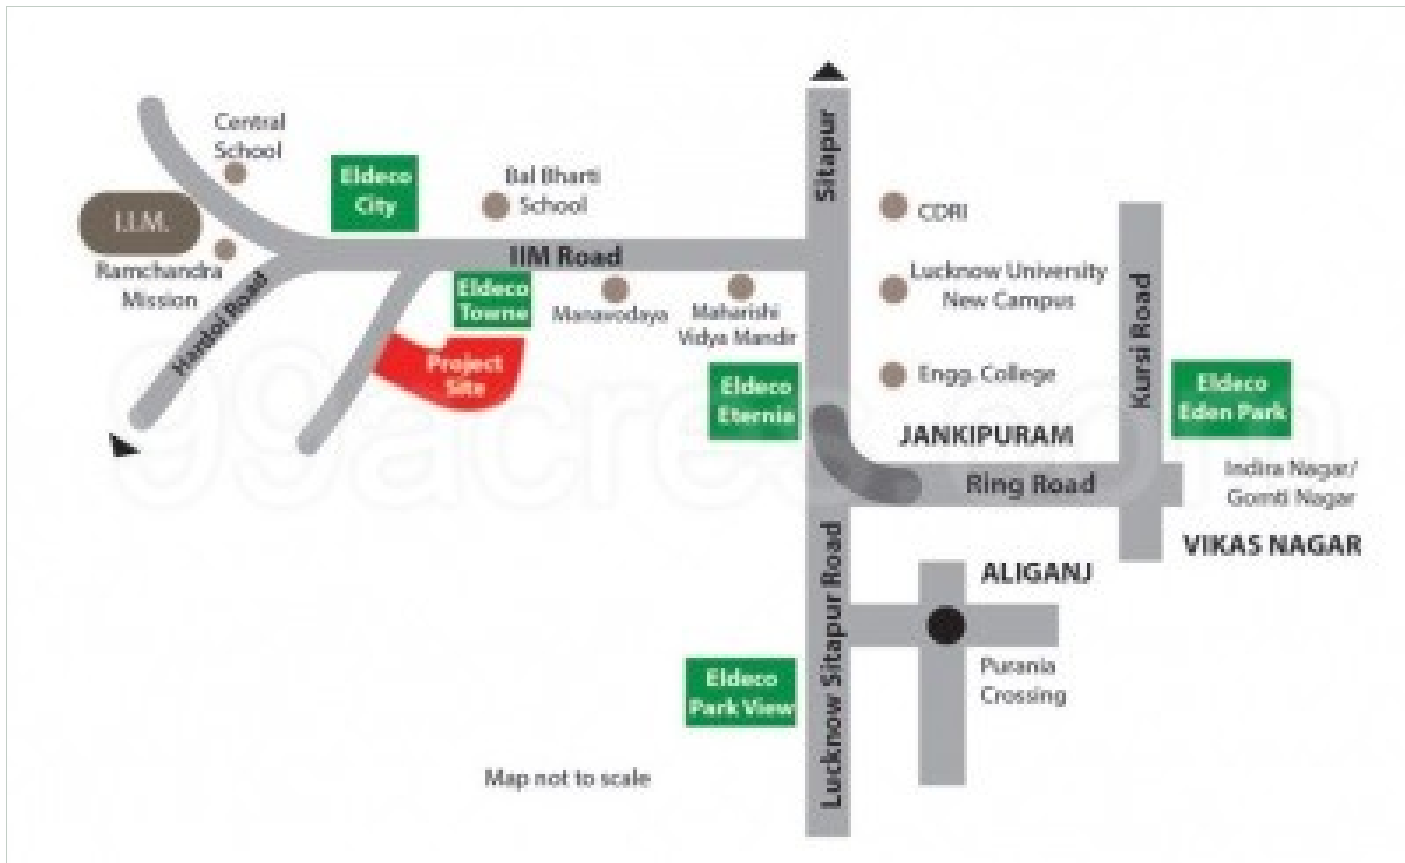 Sitapur
Central
School
Eldeco
City
Bal Bharti
School
I.I.M.
CDRI
IIM Road
Ramchandra
Mission
Hardoi Road
Eldeco
Towne
Manavodaya
Maharishi
Vidya Mandir
Lucknow University
New Campus
Kursi Road
Project
Site
Eldeco
Eternia
Engg. College
Eldeco
Eden Park
JANKIPURAM
Ring Road
Indira Nagar/
Gomti Nagar
VIKAS NAGAR
ALIGANJ
Lucknow Sitapur Road
Purania
Crossing
Eldeco
Park View
Map not to scale
99acres.com